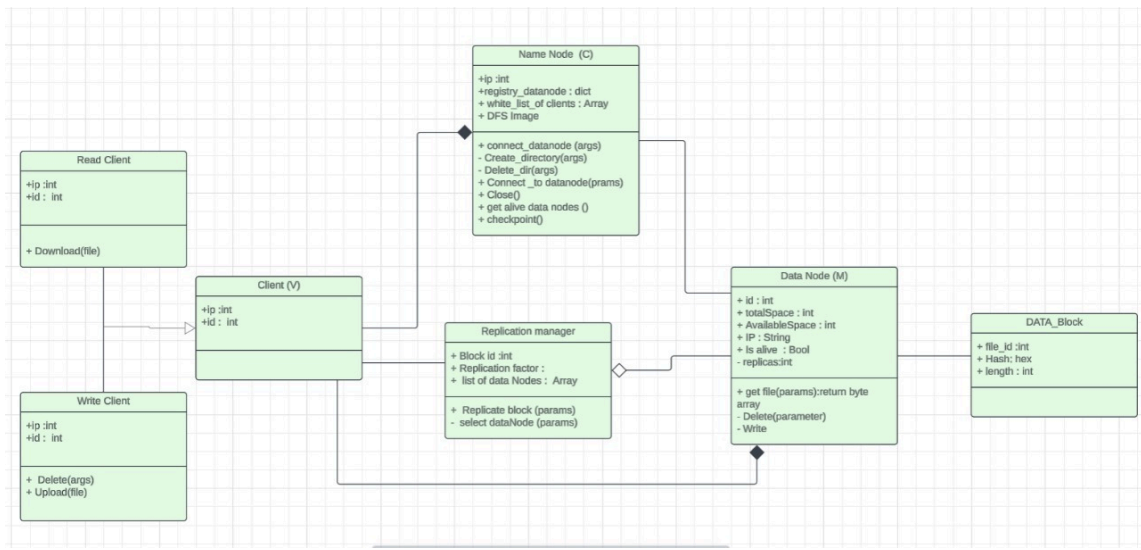 Name Node (C)
+ip :int
+registry_datanode : dict
+ white_list_of clients : Array
+ DFS Image
+ connect_datanode (args)
- Create_directory(args)
- Delete_dir(args)
+ Connect _to datanode(prams)
+ Close()
+ get alive data nodes ()
+ checkpoint()
Read Client
+ip :int
+id : int
+ Download(file)
Client (V)
+ip :int
+id : int
Replication manager
+ Block id :int
+ Replication factor :
+ list of data Nodes : Array
+ Replicate block (params)
- select dataNode (params)
Data Node (M)
+ id : int
+ totalSpace : int
+ AvailableSpace : int
+ IP : String
+ Is alive : Bool
- replicas:int
+ get file(params):return byte
array
- Delete(parameter)
- Write
DATA_Block
+ file_id :int
+ Hash: hex
+ length : int
Write Client
+ip :int
+id : int
+ Delete(args)
+ Upload(file)